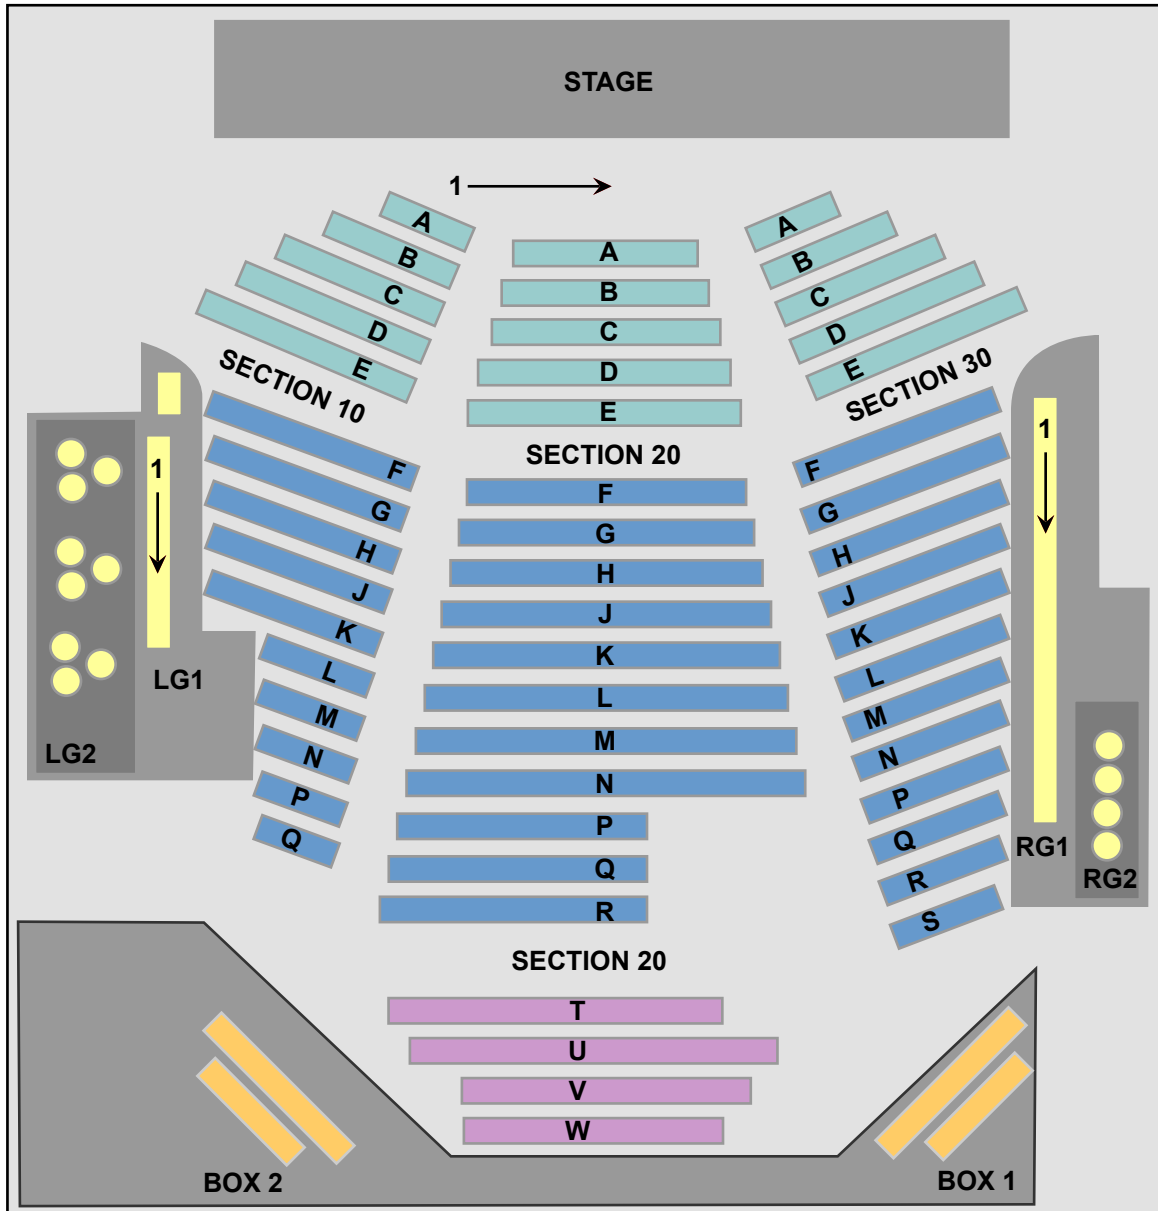 STAGE
1
A
B
C
D
E
SECTION 10
F
G
H
J
K
L
M
N
P
Q
A
B
C
D
E
SECTION 20
F
G
H
J
K
L
M
N
P
Q
R
SECTION 20
T
U
V
W
A
B
C
D
E
SECTION 30
F
G
H
J
K
L
M
N
P
Q
R
S
1
LG1
LG2
1
RG1
RG2
BOX 2
BOX 1